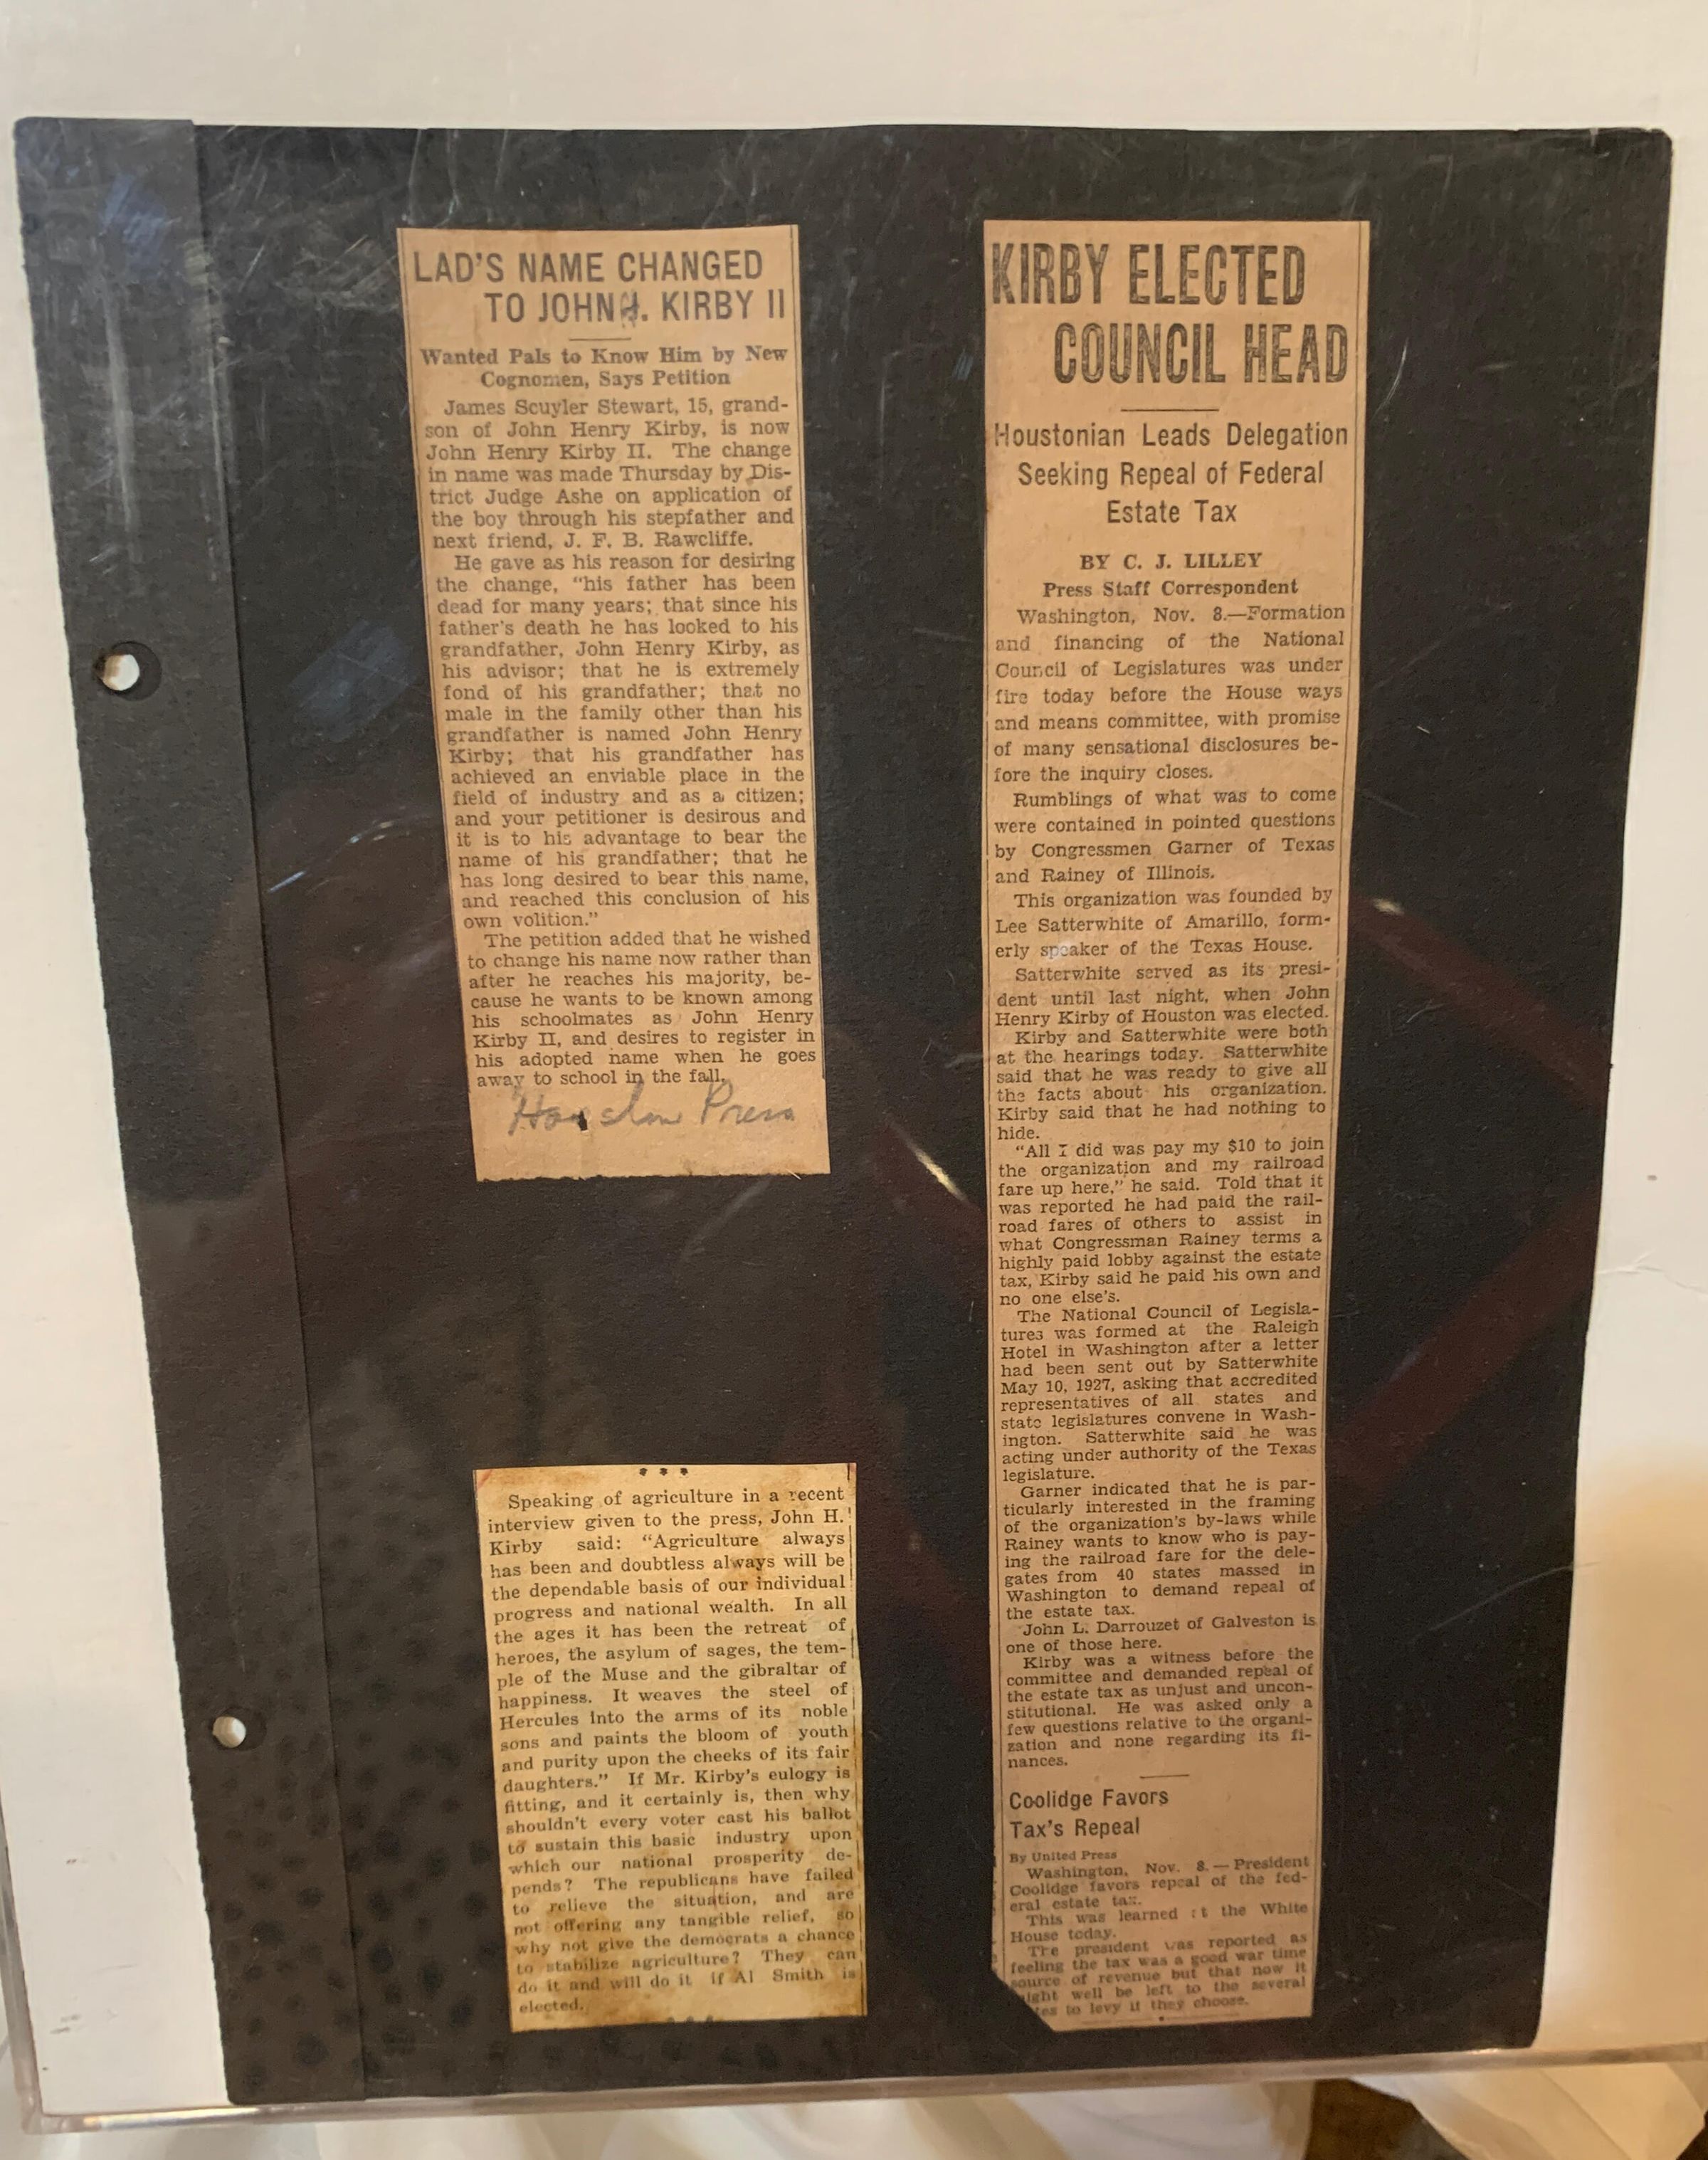 LAD'S NAME CHANGED
TO JOHN H. KIRBY II
Wanted Pals to Know Him by New
Cognomen, Says Petition
James Scuyler Stewart, 15, grand-
son of John Henry Kirby, is now
John Henry Kirby II. The change
in name was made Thursday by Dis-
trict Judge Ashe on application of
the boy through his stepfather and
next friend, J. F. B. Rawcliffe.
He gave as his reason for desiring
the change, "his father has been
dead for many years; that since his
father's death he has looked to his
grandfather, John Henry Kirby, as
his advisor; that he is extremely
fond of his grandfather; that no
male in the family other than his
grandfather is named John Henry
Kirby; that his grandfather has
achieved an enviable place in the
field of industry and as a citizen;
and your petitioner is desirous and
it is to his advantage to bear the
name of his grandfather; that he
has long desired to bear this name,
and reached this conclusion of his
own volition."
The petition added that he wished
to change his name now rather than
after he reaches his majority, be-
cause he wants to be known among
his schoolmates as John Henry
Kirby II, and desires to register in
his adopted name when he goes
away to school in the fall.
Houston Press
* * *
Speaking of agriculture in a recent
interview given to the press, John H.
Kirby said: "Agriculture always
has been and doubtless always will be
the dependable basis of our individual
progress and national wealth. In all
the ages it has been the retreat of
heroes, the asylum of sages, the tem-
ple of the Muse and the gibraltar of
happiness. It weaves the steel of
Hercules into the arms of its noble
sons and paints the bloom of youth
and purity upon the cheeks of its fair
daughters." If Mr. Kirby's eulogy is
fitting, and it certainly is, then why
shouldn't every voter cast his ballot
to sustain this basic industry upon
which our national prosperity de-
pends? The republicans have failed
to relieve the situation, and are
not offering any tangible relief, so
why not give the democrats a chance
to stabilize agriculture? They can
do it and will do it if Al Smith is
elected.
KIRBY ELECTED
COUNCIL HEAD
Houstonian Leads Delegation
Seeking Repeal of Federal
Estate Tax
BY C. J. LILLEY
Press Staff Correspondent
Washington, Nov. 8.—Formation
and financing of the National
Council of Legislatures was under
fire today before the House ways
and means committee, with promise
of many sensational disclosures be-
fore the inquiry closes.
Rumblings of what was to come
were contained in pointed questions
by Congressmen Garner of Texas
and Rainey of Illinois.
This organization was founded by
Lee Satterwhite of Amarillo, form-
erly speaker of the Texas House.
Satterwhite served as its presi-
dent until last night, when John
Henry Kirby of Houston was elected.
Kirby and Satterwhite were both
at the hearings today. Satterwhite
said that he was ready to give all
the facts about his organization.
Kirby said that he had nothing to
hide.
"All I did was pay my $10 to join
the organization and my railroad
fare up here," he said. Told that it
was reported he had paid the rail-
road fares of others to assist in
what Congressman Rainey terms a
highly paid lobby against the estate
tax, Kirby said he paid his own and
no one else's.
The National Council of Legisla-
tures was formed at the Raleigh
Hotel in Washington after a letter
had been sent out by Satterwhite
May 10, 1927, asking that accredited
representatives of all states and
state legislatures convene in Wash-
ington. Satterwhite said he was
acting under authority of the Texas
legislature.
Garner indicated that he is par-
ticularly interested in the framing
of the organization's by-laws while
Rainey wants to know who is pay-
ing the railroad fare for the dele-
gates from 40 states massed in
Washington to demand repeal of
the estate tax.
John L. Darrouzet of Galveston is
one of those here.
Kirby was a witness before the
committee and demanded repeal of
the estate tax as unjust and uncon-
stitutional. He was asked only a
few questions relative to the organi-
zation and none regarding its fi-
nances.
Coolidge Favors
Tax's Repeal
By United Press
Washington, Nov. 8.—President
Coolidge favors repeal of the fed-
eral estate tax.
This was learned at the White
House today.
The president was reported as
feeling the tax was a good war time
source of revenue but that now it
might well be left to the several
to levy if they choose.